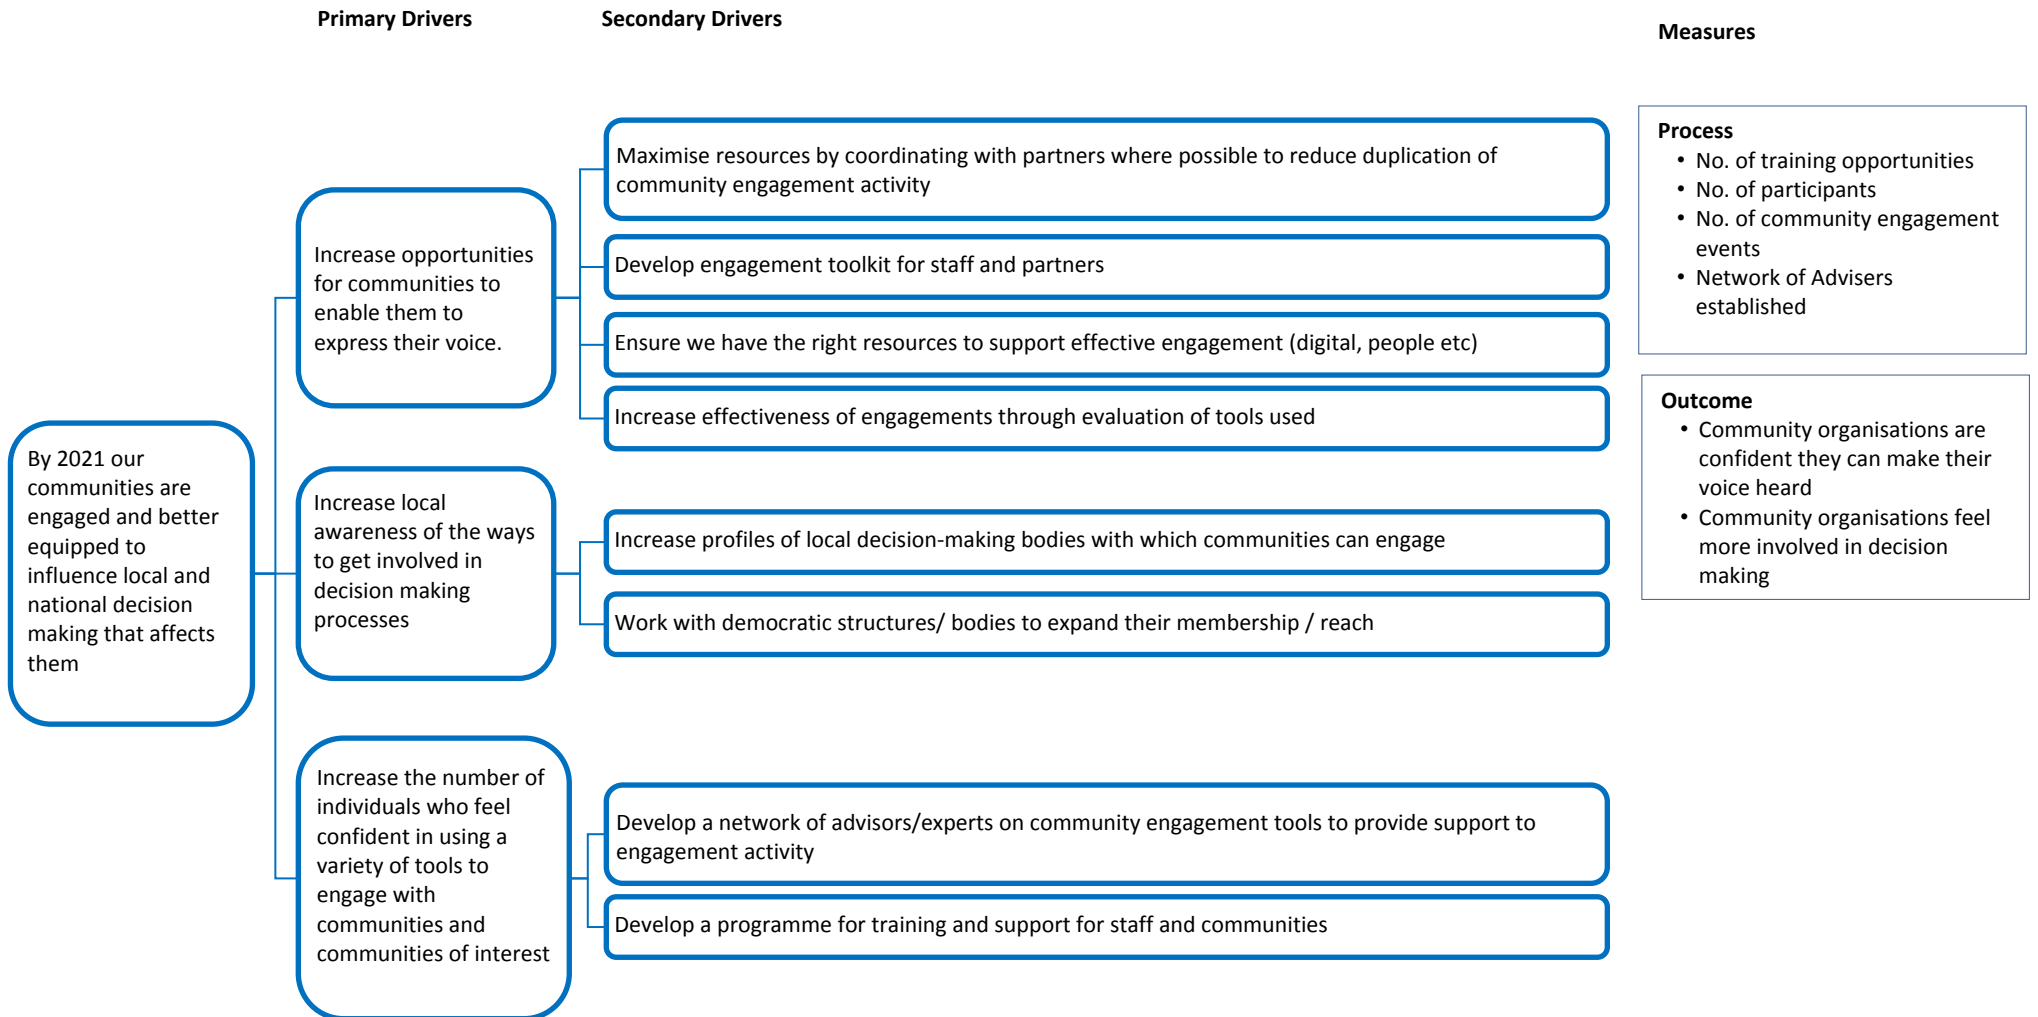 Primary Drivers
Secondary Drivers
Measures
By 2021 our
communities are
engaged and better
equipped to
influence local and
national decision
making that affects
them
Increase opportunities
for communities to
enable them to
express their voice.
Maximise resources by coordinating with partners where possible to reduce duplication of
community engagement activity
Develop engagement toolkit for staff and partners
Ensure we have the right resources to support effective engagement (digital, people etc)
Increase effectiveness of engagements through evaluation of tools used
Increase local
awareness of the ways
to get involved in
decision making
processes
Increase profiles of local decision-making bodies with which communities can engage
Work with democratic structures/ bodies to expand their membership / reach
Increase the number of
individuals who feel
confident in using a
variety of tools to
engage with
communities and
communities of interest
Develop a network of advisors/experts on community engagement tools to provide support to
engagement activity
Develop a programme for training and support for staff and communities
Process
• No. of training opportunities
• No. of participants
• No. of community engagement
events
• Network of Advisers
established
Outcome
• Community organisations are
confident they can make their
voice heard
• Community organisations feel
more involved in decision
making